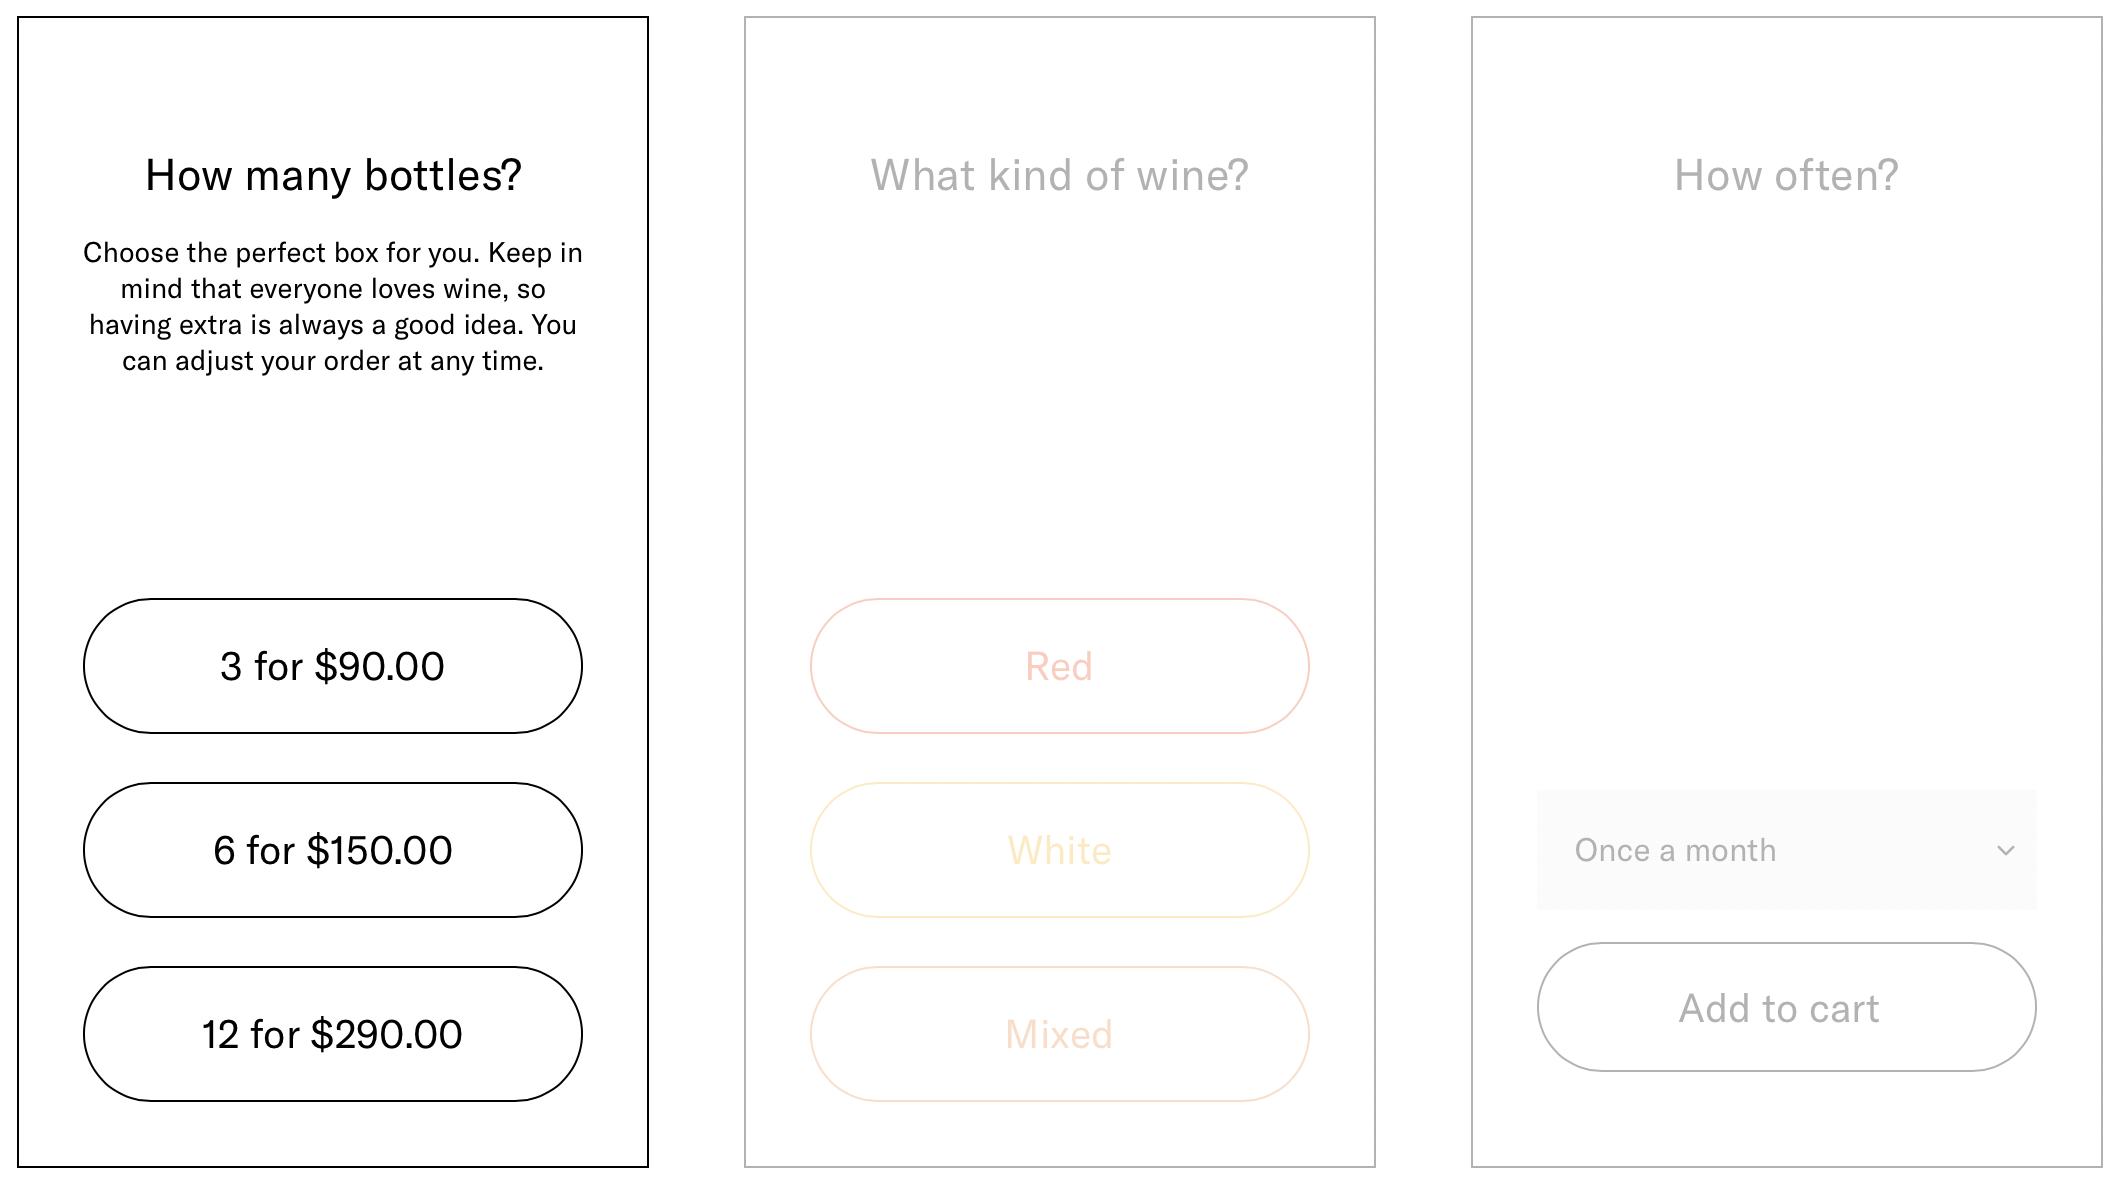 How many bottles?
Choose the perfect box for you. Keep in
mind that everyone loves wine, so
having extra is always a good idea. You
can adjust your order at any time.
3 for $90.00
6 for $150.00
12 for $290.00
What kind of wine?
Red
White
Mixed
How often?
Once a month
Add to cart